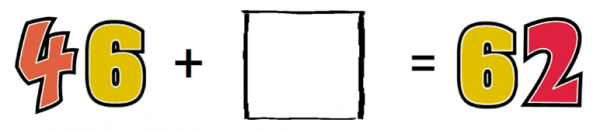 46 + □ = 62